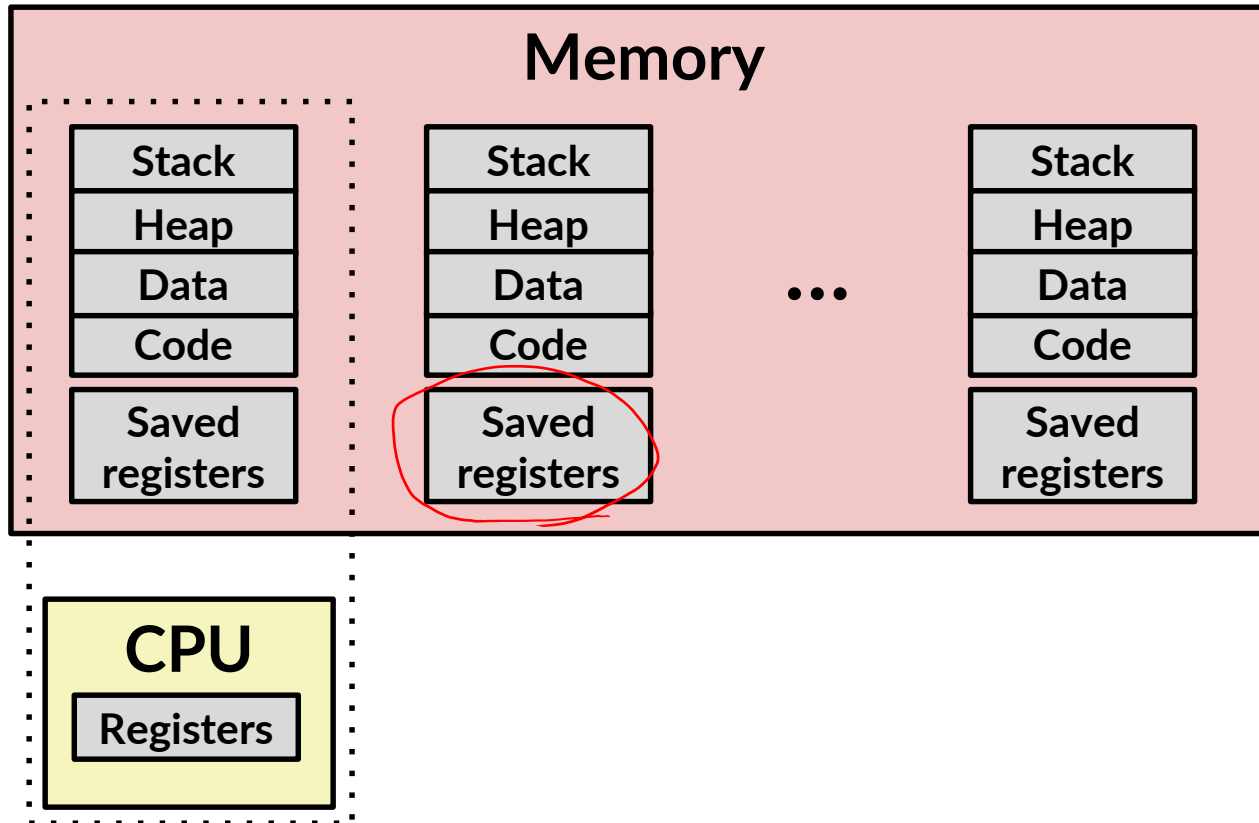 Memory
Stack
Heap
Data
Code
Saved
registers
Stack
Heap
Data
Code
Saved
registers
...
Stack
Heap
Data
Code
Saved
registers
CPU
Registers